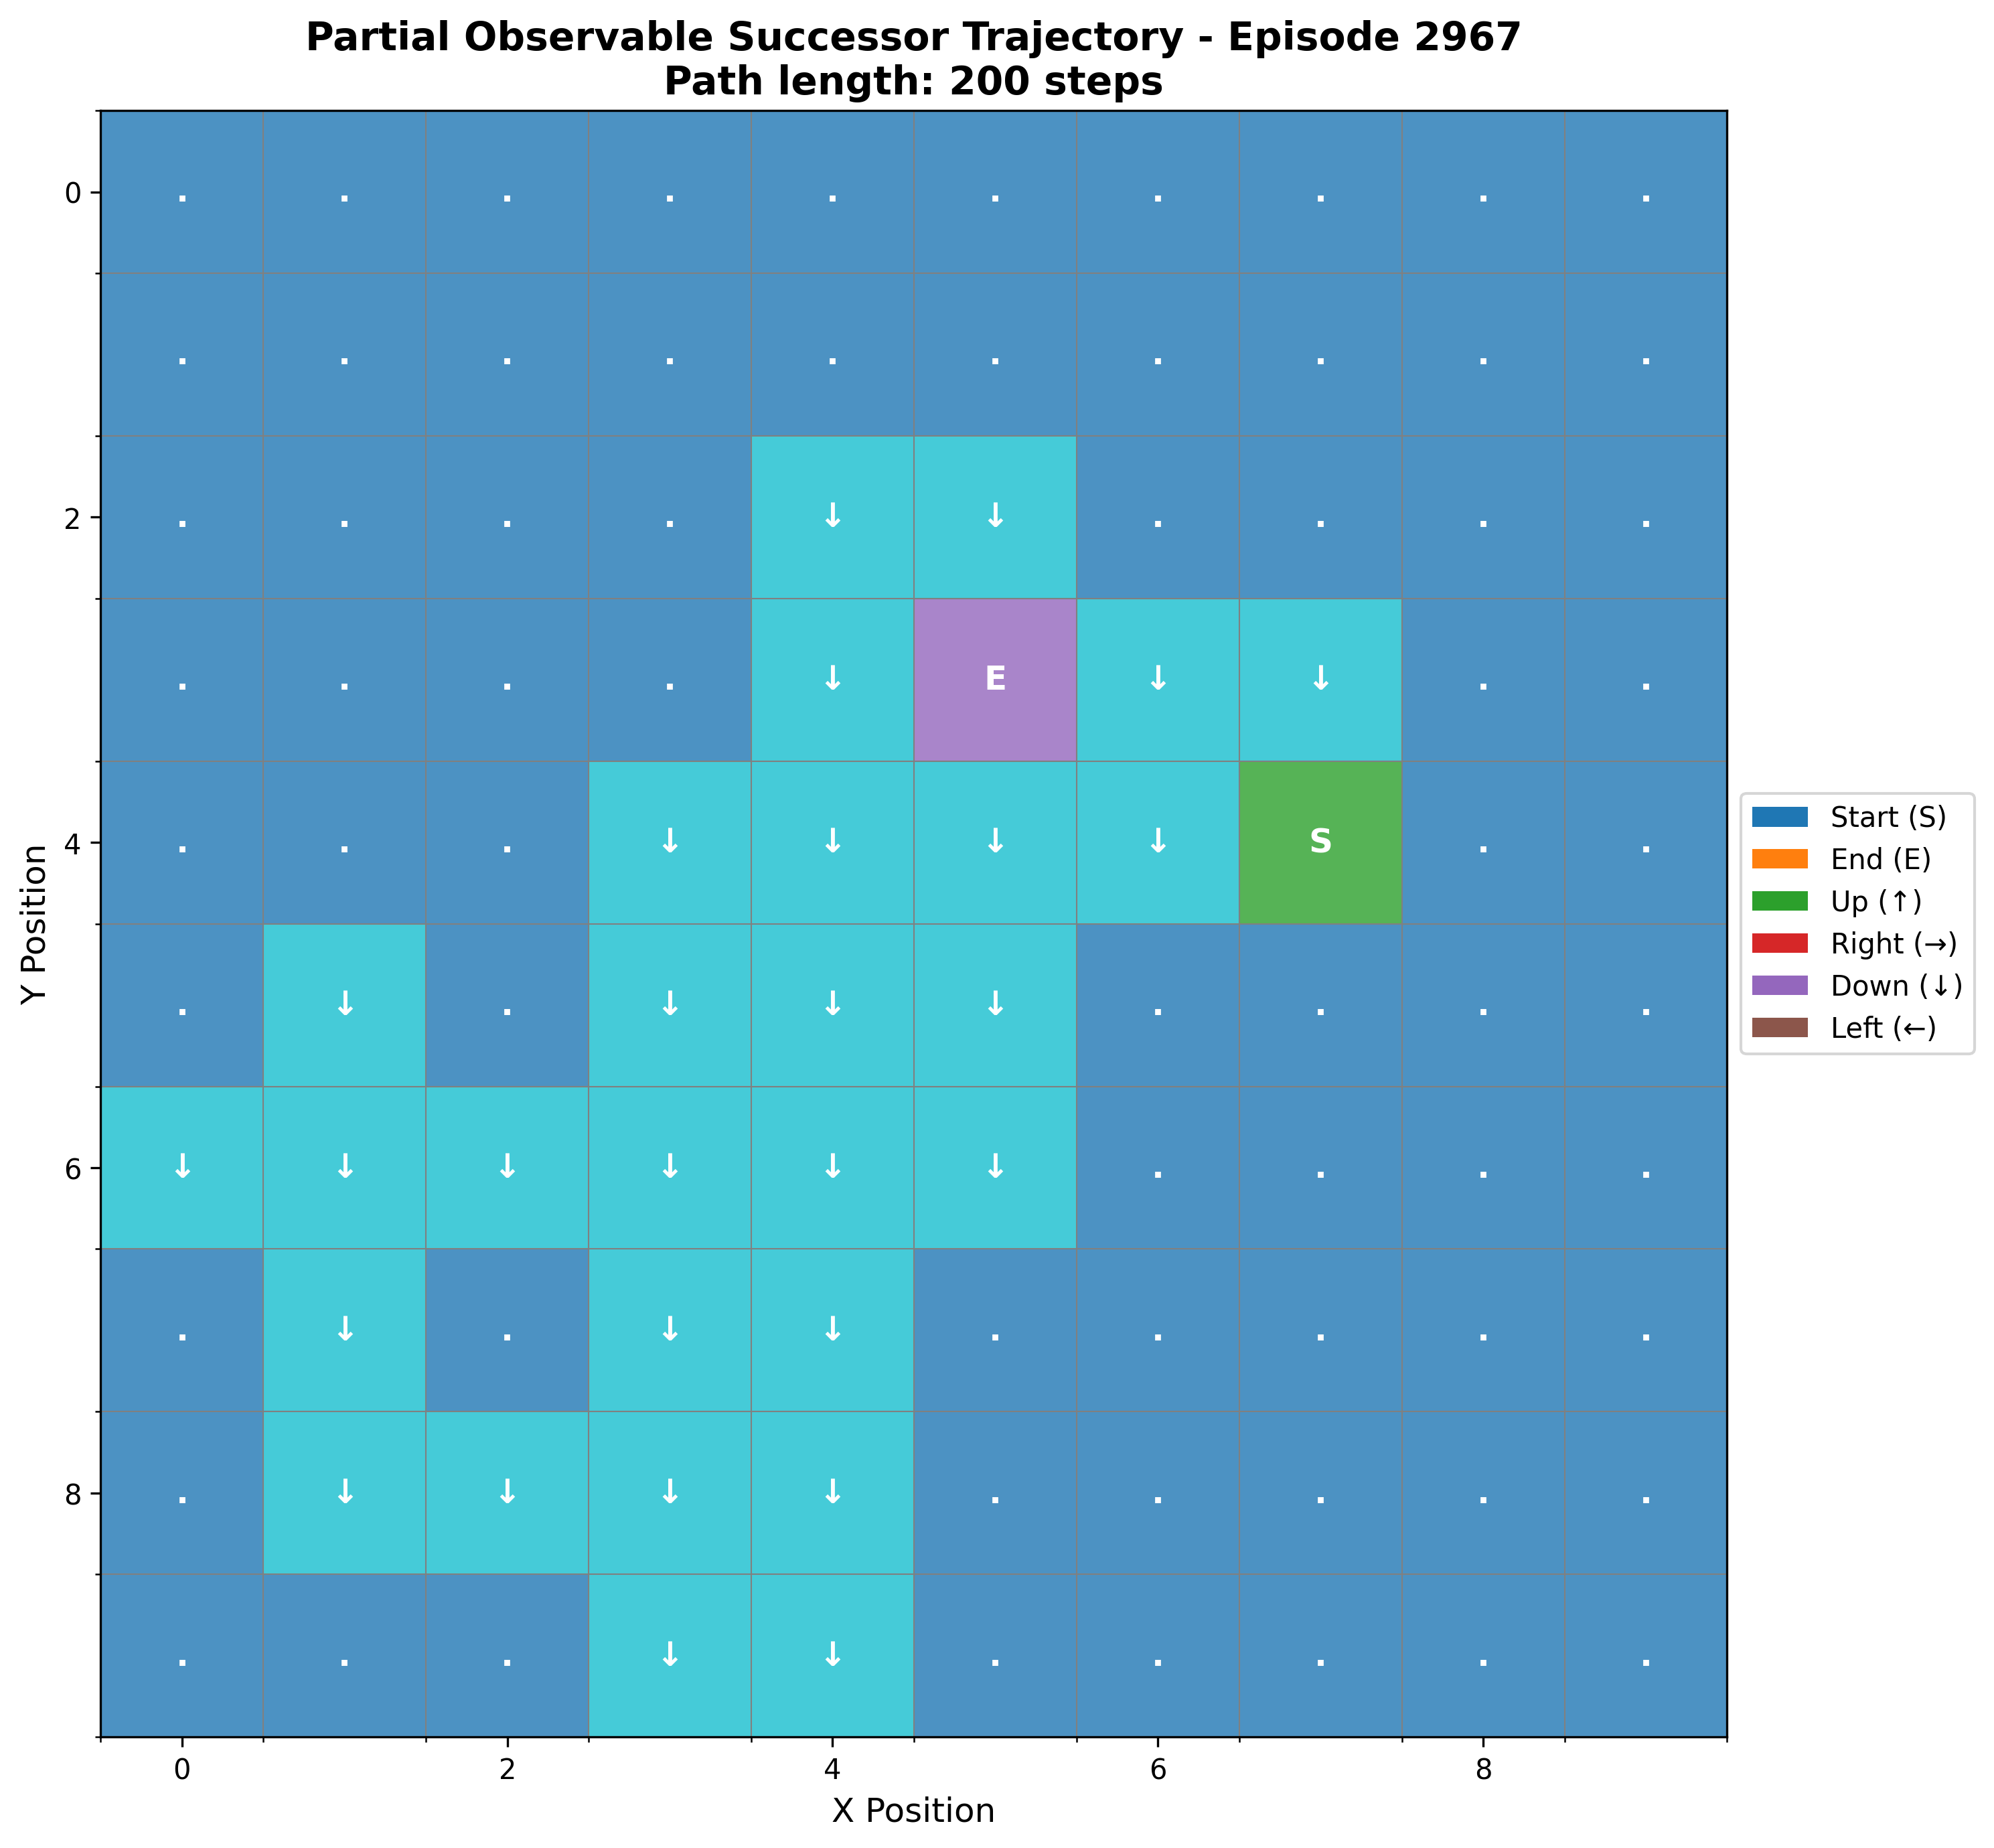 Partial Observable Successor Trajectory - Episode 2967
Path length: 200 steps
0 . . . . . . . . . .
. . . . . . . . . .
2 . . . . ↓ ↓ . . . .
. . . . ↓ E ↓ ↓ . .
4 . . . ↓ ↓ ↓ ↓ S . .
. ↓ . ↓ ↓ ↓ . . . .
6 ↓ ↓ ↓ ↓ ↓ ↓ . . . .
. ↓ . ↓ ↓ . . . . .
8 . ↓ ↓ ↓ ↓ . . . . .
. . . ↓ ↓ . . . . .
0 2 4 6 8
X Position
Y Position
Start (S)
End (E)
Up (↑)
Right (→)
Down (↓)
Left (←)